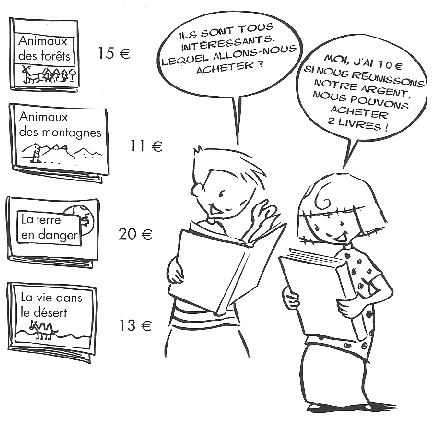 Animaux
des forêts
15 €
Animaux
des montagnes
11 €
La terre
en danger
20 €
La vie dans
le désert
13 €
ILS SONT TOUS
INTÉRESSANTS.
LEQUEL ALLONS-NOUS
ACHETER ?
MOI, J'AI 10 €
SI NOUS RÉUNISSONS
NOTRE ARGENT,
NOUS POUVONS
ACHETER
2 LIVRES !